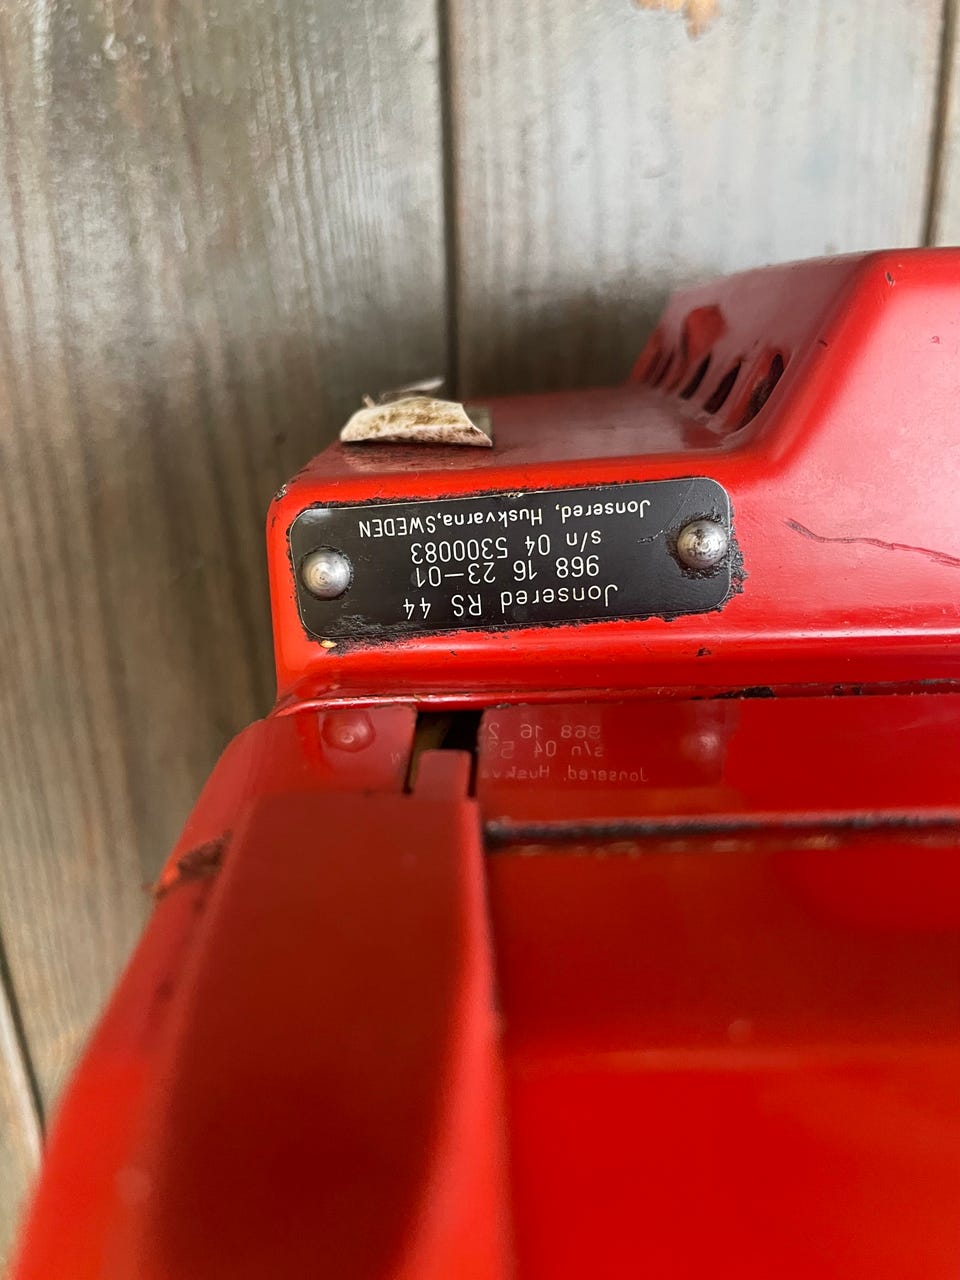 Jonsered RS 44
968 16 23-01
s/n 04 5300083
Jonsered, Huskvarna,SWEDEN